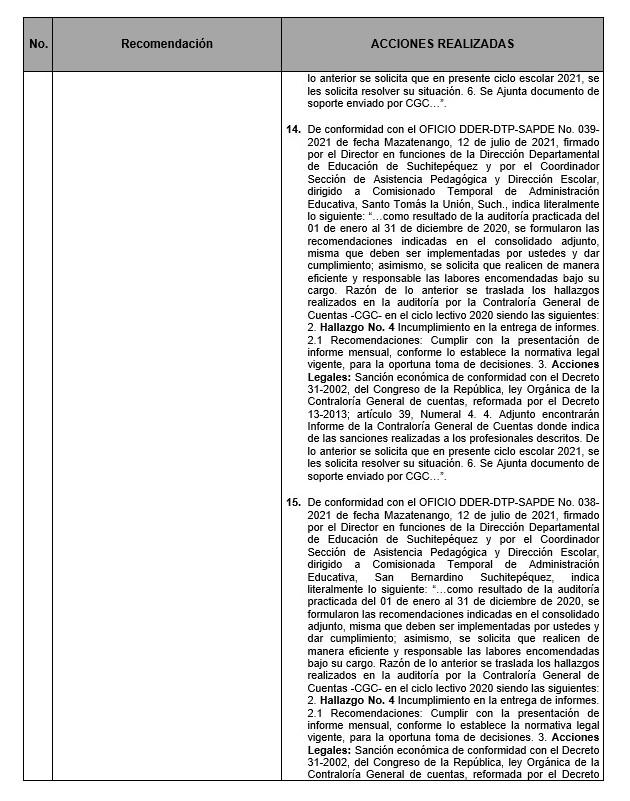 No.
Recomendación
ACCIONES REALIZADAS
lo anterior se solicita que en presente ciclo escolar 2021, se
les solicita resolver su situación. 6. Se Ajunta documento de
soporte enviado por CGC…”.
14. De conformidad con el OFICIO DDER-DTP-SAPDE No. 039-
2021 de fecha Mazatenango, 12 de julio de 2021, firmado
por el Director en funciones de la Dirección Departamental
de Educación de Suchitepéquez y por el Coordinador
Sección de Asistencia Pedagógica y Dirección Escolar,
dirigido a Comisionado Temporal de Administración
Educativa, Santo Tomás la Unión, Such., indica literalmente
lo siguiente: “…como resultado de la auditoría practicada del
01 de enero al 31 de diciembre de 2020, se formularon las
recomendaciones indicadas en el consolidado adjunto,
misma que deben ser implementadas por ustedes y dar
cumplimiento; asimismo, se solicita que realicen de manera
eficiente y responsable las labores encomendadas bajo su
cargo. Razón de lo anterior se traslada los hallazgos
realizados en la auditoría por la Contraloría General de
Cuentas -CGC- en el ciclo lectivo 2020 siendo las siguientes:
2. Hallazgo No. 4 Incumplimiento en la entrega de informes.
2.1 Recomendaciones: Cumplir con la presentación de
informe mensual, conforme lo establece la normativa legal
vigente, para la oportuna toma de decisiones. 3. Acciones
Legales: Sanción económica de conformidad con el Decreto
31-2002, del Congreso de la República, ley Orgánica de la
Contraloría General de cuentas, reformada por el Decreto
13-2013; artículo 39, Numeral 4. 4. Adjunto encontrarán
Informe de la Contraloría General de Cuentas donde indica
de las sanciones realizadas a los profesionales descritos. De
lo anterior se solicita que en presente ciclo escolar 2021, se
les solicita resolver su situación. 6. Se Ajunta documento de
soporte enviado por CGC…”.
15. De conformidad con el OFICIO DDER-DTP-SAPDE No. 038-
2021 de fecha Mazatenango, 12 de julio de 2021, firmado
por el Director en funciones de la Dirección Departamental
de Educación de Suchitepéquez y por el Coordinador
Sección de Asistencia Pedagógica y Dirección Escolar,
dirigido a Comisionada Temporal de Administración
Educativa, San Bernardino Suchitepéquez, indica
literalmente lo siguiente: “…como resultado de la auditoría
practicada del 01 de enero al 31 de diciembre de 2020, se
formularon las recomendaciones indicadas en el consolidado
adjunto, misma que deben ser implementadas por ustedes y
dar cumplimiento; asimismo, se solicita que realicen de
manera eficiente y responsable las labores encomendadas
bajo su cargo. Razón de lo anterior se traslada los hallazgos
realizados en la auditoría por la Contraloría General de
Cuentas -CGC- en el ciclo lectivo 2020 siendo las siguientes:
2. Hallazgo No. 4 Incumplimiento en la entrega de informes.
2.1 Recomendaciones: Cumplir con la presentación de
informe mensual, conforme lo establece la normativa legal
vigente, para la oportuna toma de decisiones. 3. Acciones
Legales: Sanción económica de conformidad con el Decreto
31-2002, del Congreso de la República, ley Orgánica de la
Contraloría General de cuentas, reformada por el Decreto